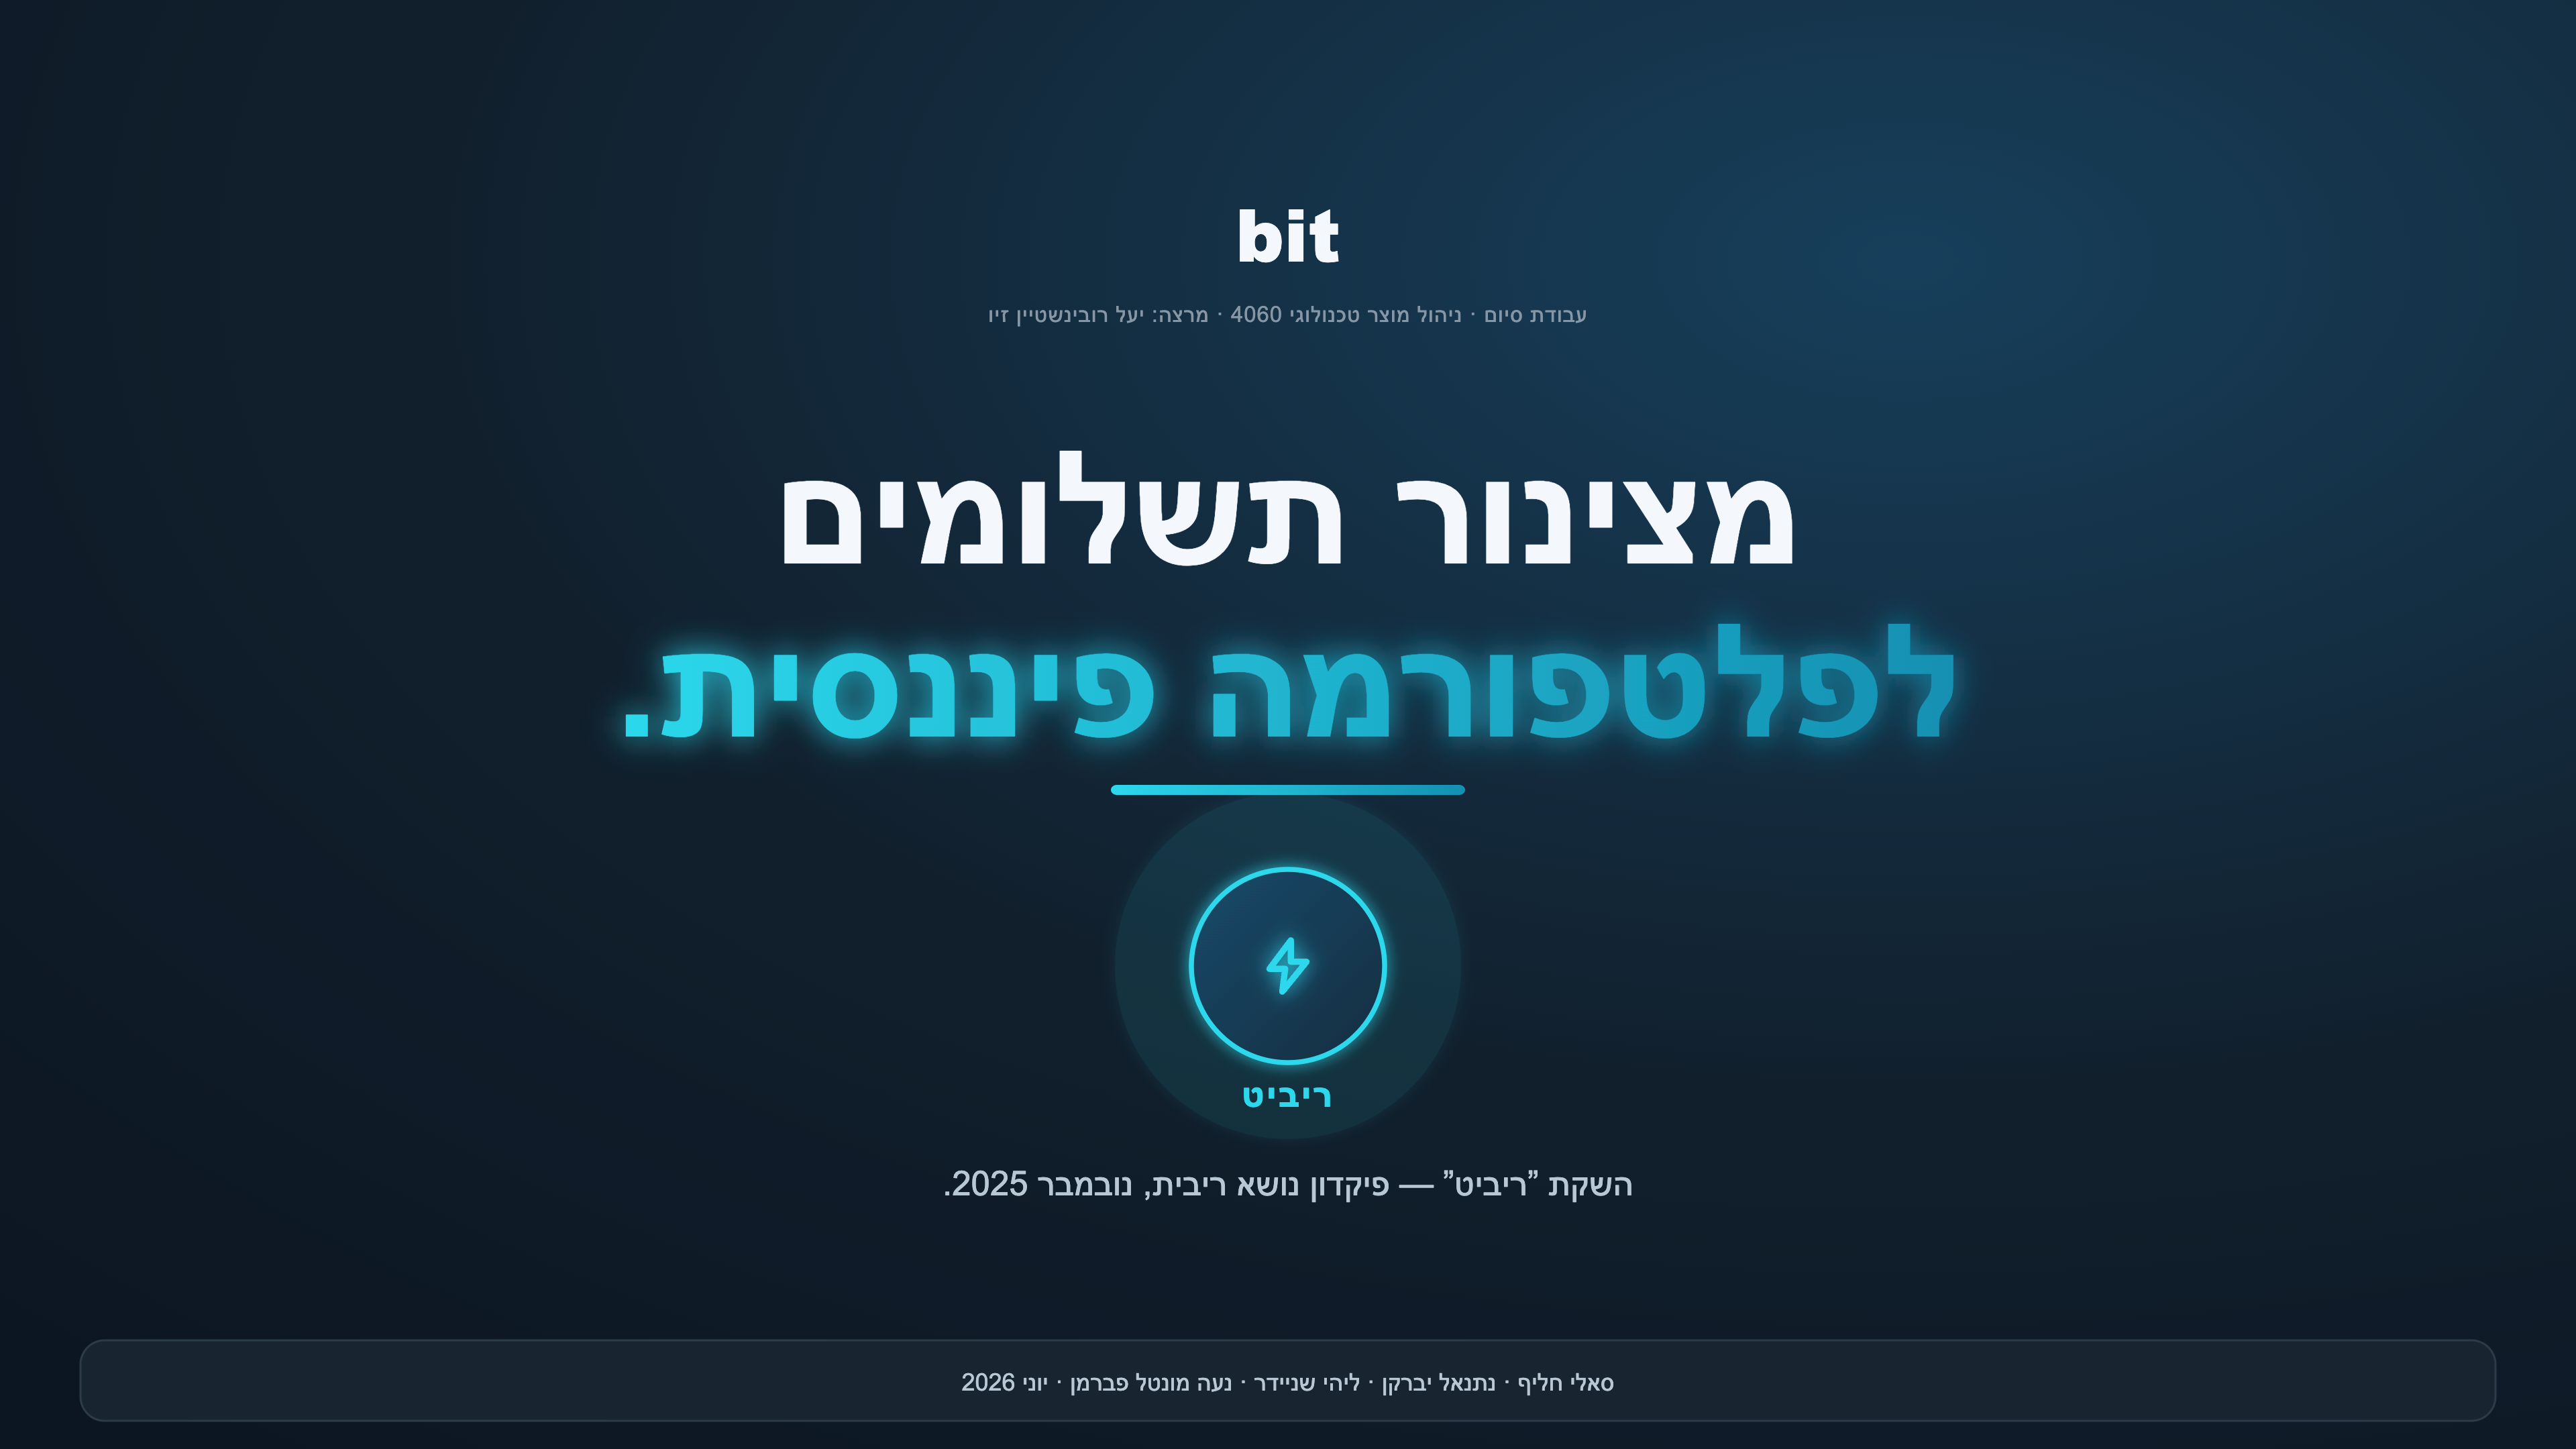 bit
עבודת סיום · ניהול מוצר טכנולוגי 4060 · מרצה: יעל רובינשטיין זיו
מצינור תשלומים
לפלטפורמה פיננסית.
ריביט
השקת ”ריביט” — פיקדון נושא ריבית, נובמבר 2025.
סאלי חליף · נתנאל יברקן · ליהי שניידר · נעה מונטל פברמן · יוני 2026